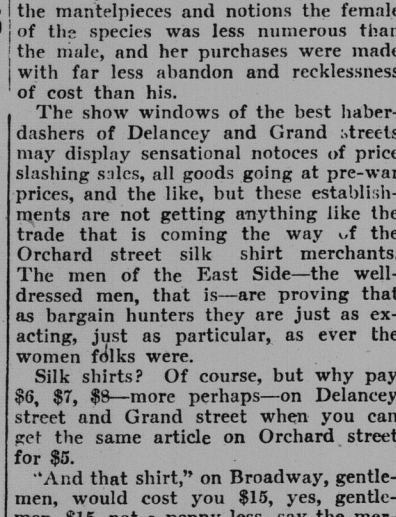 the mantelpieces and notions the female
of the species was less numerous than
the male, and her purchases were made
with far less abandon and recklessness
of cost than his.
The show windows of the best haber-
dashers of Delancey and Grand streets
may display sensational notoces of price
slashing sales, all goods going at pre-war
prices, and the like, but these establish-
ments are not getting anything like the
trade that is coming the way of the
Orchard street silk shirt merchants.
The men of the East Side—the well-
dressed men, that is—are proving that
as bargain hunters they are just as ex-
acting, just as particular, as ever the
women folks were.
Silk shirts? Of course, but why pay
$6, $7, $8—more perhaps—on Delancey
street and Grand street when you can
get the same article on Orchard street
for $5.
"And that shirt," on Broadway, gentle-
men, would cost you $15, yes, gentle-
men, $15, not a penny less, say the mer-